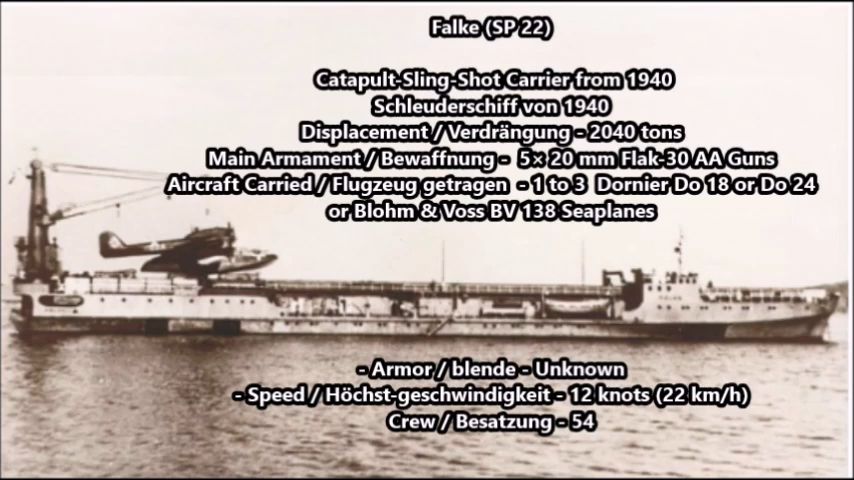 Falke (SP 22)
Catapult-Sling-Shot Carrier from 1940
Schleuderschiff von 1940
Displacement / Verdrängung - 2040 tons
Main Armament / Bewaffnung - 5× 20 mm Flak-30 AA Guns
Aircraft Carried / Flugzeug getragen - 1 to 3 Dornier Do 18 or Do 24
or Blohm & Voss BV 138 Seaplanes
- Armor / blende - Unknown
- Speed / Höchst-geschwindigkeit - 12 knots (22 km/h)
Crew / Besatzung - 54